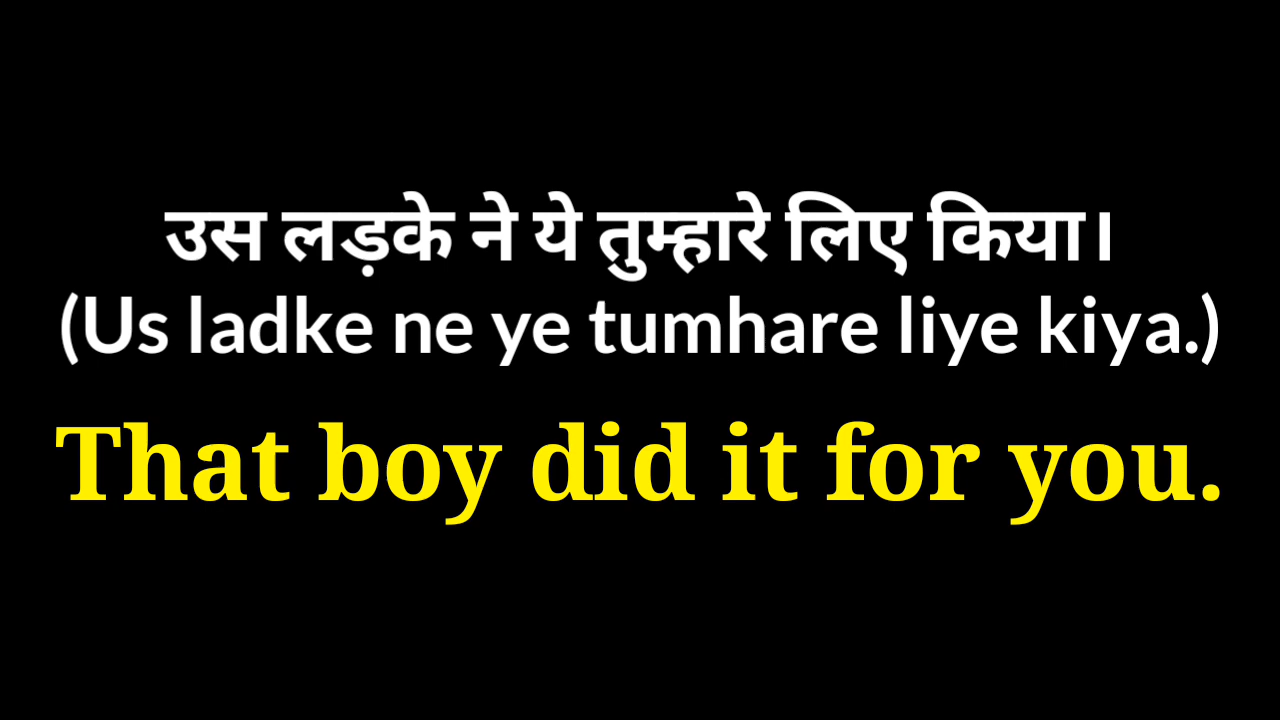 उस लड़के ने ये तुम्हारे लिए किया।
(Us ladke ne ye tumhare liye kiya.)
That boy did it for you.